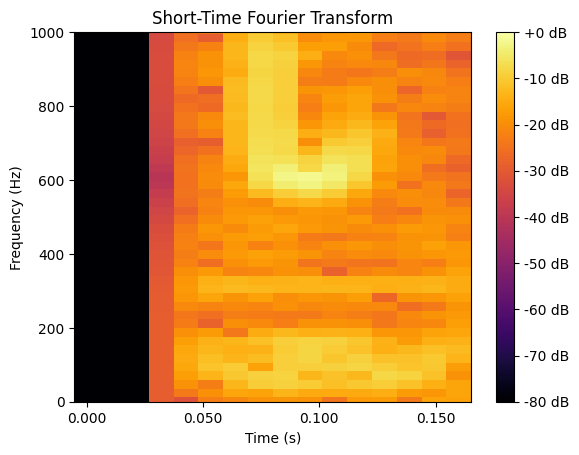 Short-Time Fourier Transform
1000
800
600
400
200
0
Frequency (Hz)
0.000
0.050
0.100
0.150
Time (s)
+0 dB
-10 dB
-20 dB
-30 dB
-40 dB
-50 dB
-60 dB
-70 dB
-80 dB